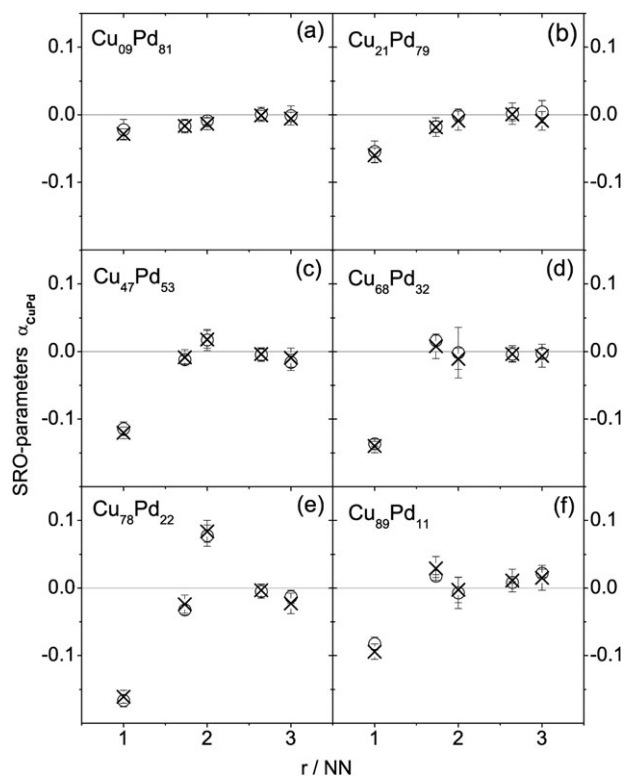 (a)
Cu09Pd81
(b)
Cu21Pd79
0.1
0.0
-0.1
0.1
0.0
-0.1
(c)
Cu47Pd53
(d)
Cu68Pd32
0.1
0.0
-0.1
0.1
0.0
-0.1
SRO-parameters αCuPd
(e)
Cu78Pd22
(f)
Cu89Pd11
0.1
0.0
-0.1
0.1
0.0
-0.1
1 2 3 1 2 3
r / NN